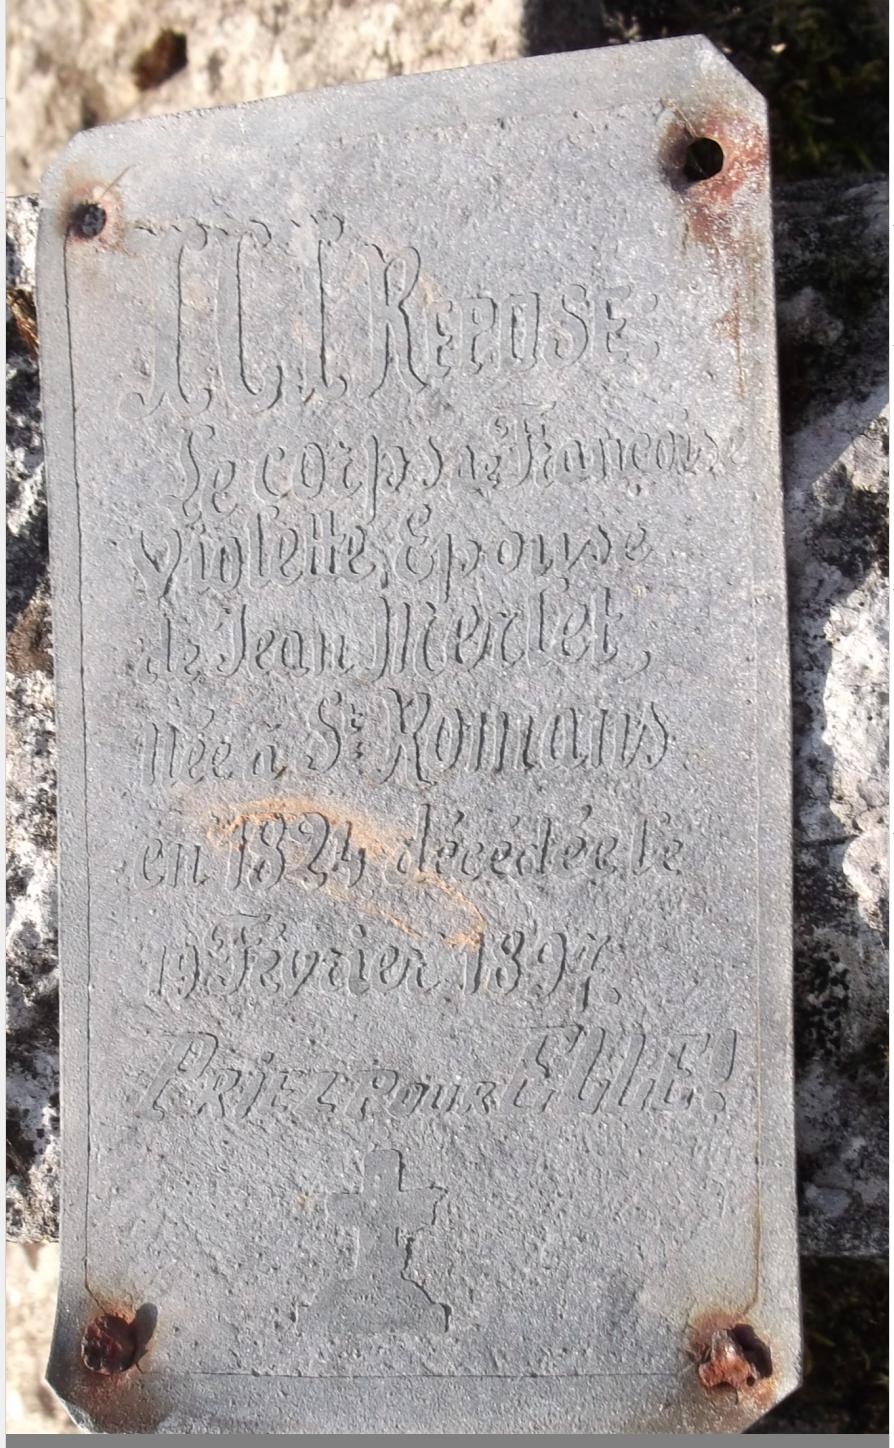 ICI REPOSE:
Le corps de Françoise
Violette, Epouse
de Jean Merlet,
Née à St Romans
en 1824 décédée le
19 Février 1897.
PRIEZ POUR ELLE!